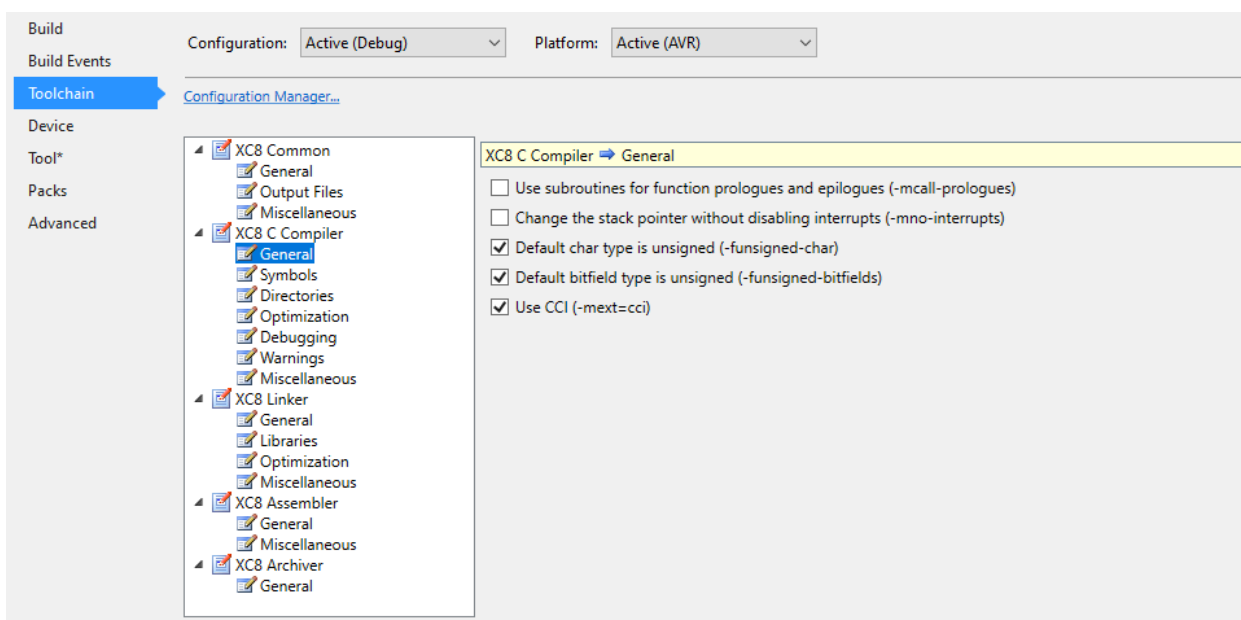 Build
Build Events
Toolchain
Device
Tool*
Packs
Advanced
Configuration: Active (Debug) Platform: Active (AVR)
Configuration Manager...
XC8 Common
General
Output Files
Miscellaneous
XC8 C Compiler
General
Symbols
Directories
Optimization
Debugging
Warnings
Miscellaneous
XC8 Linker
General
Libraries
Optimization
Miscellaneous
XC8 Assembler
General
Miscellaneous
XC8 Archiver
General
XC8 C Compiler ➡ General
Use subroutines for function prologues and epilogues (-mcall-prologues)
Change the stack pointer without disabling interrupts (-mno-interrupts)
Default char type is unsigned (-funsigned-char)
Default bitfield type is unsigned (-funsigned-bitfields)
Use CCI (-mext=cci)